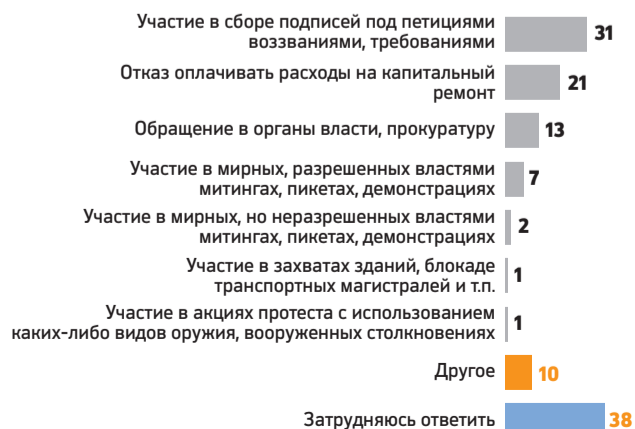 Участие в сборе подписей под петициями
воззваниями, требованиями
31
Отказ оплачивать расходы на капитальный
ремонт
21
Обращение в органы власти, прокуратуру
13
Участие в мирных, разрешенных властями
митингах, пикетах, демонстрациях
7
Участие в мирных, но неразрешенных властями
митингах, пикетах, демонстрациях
2
Участие в захватах зданий, блокаде
транспортных магистралей и т.п.
1
Участие в акциях протеста с использованием
каких-либо видов оружия, вооруженных столкновениях
1
Другое
10
Затрудняюсь ответить
38